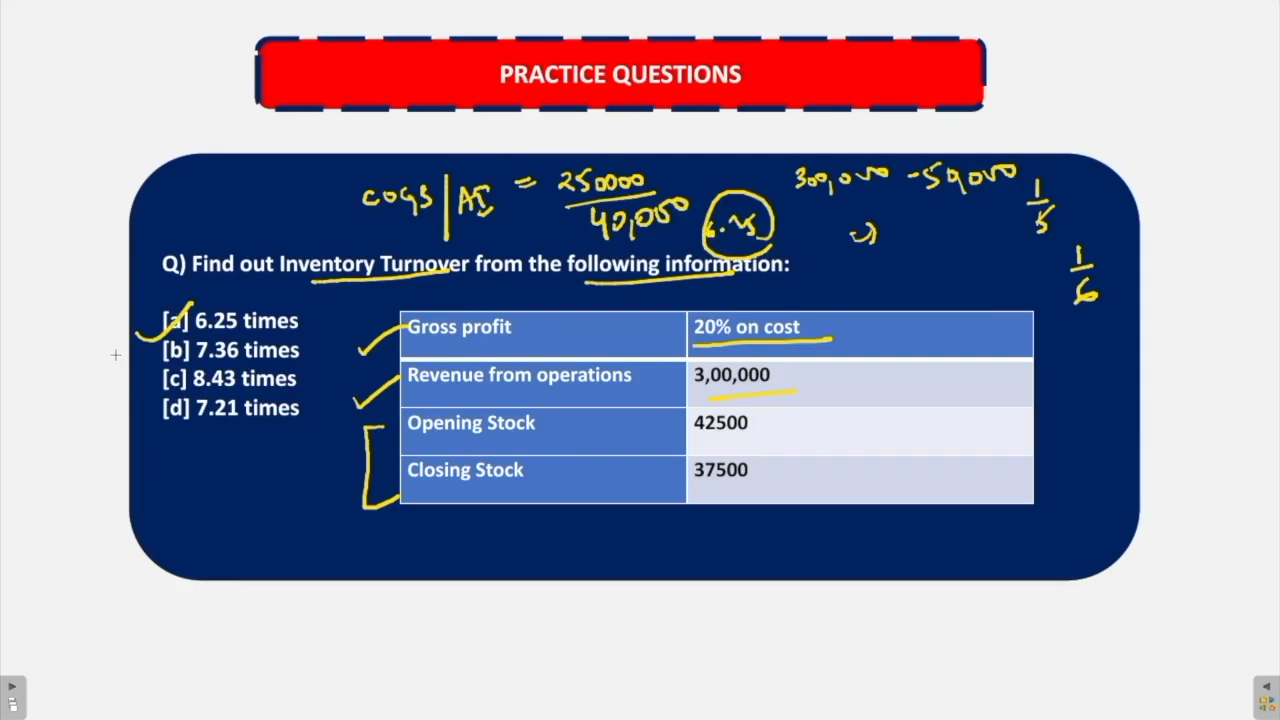 PRACTICE QUESTIONS
COGS | AI = 250000 / 40,000 6.25 300,000 - 50,000 1/5
1/6
Q) Find out Inventory Turnover from the following information:
[a] 6.25 times
[b] 7.36 times
[c] 8.43 times
[d] 7.21 times
Gross profit 20% on cost
Revenue from operations 3,00,000
Opening Stock 42500
Closing Stock 37500